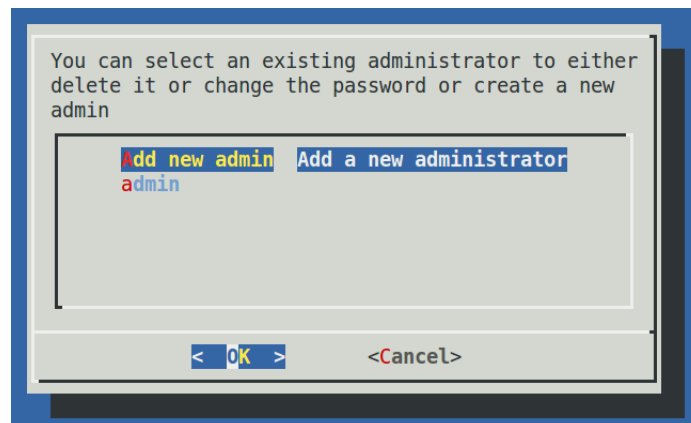 You can select an existing administrator to either
delete it or change the password or create a new
admin
Add new admin  Add a new administrator
admin
<  OK  >  <Cancel>